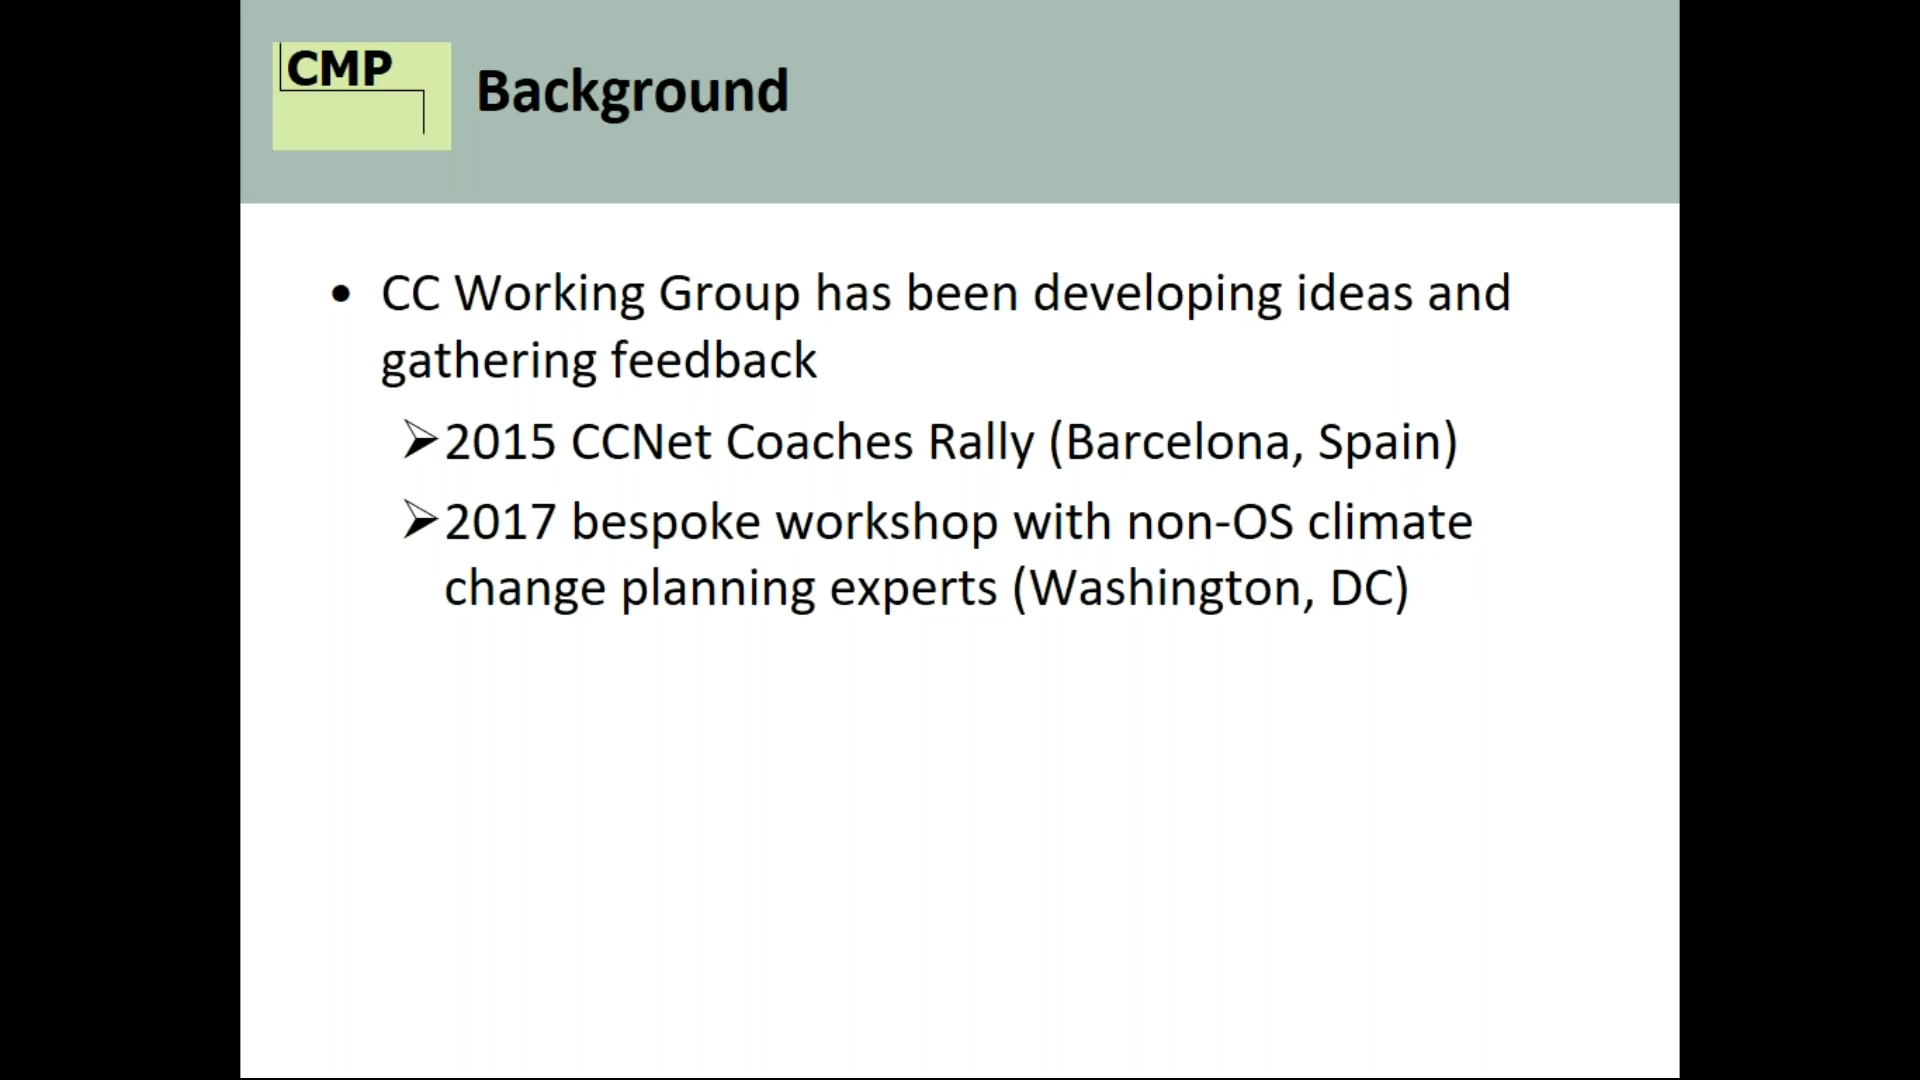 CMP
Background
• CC Working Group has been developing ideas and
gathering feedback
➢2015 CCNet Coaches Rally (Barcelona, Spain)
➢2017 bespoke workshop with non-OS climate
change planning experts (Washington, DC)